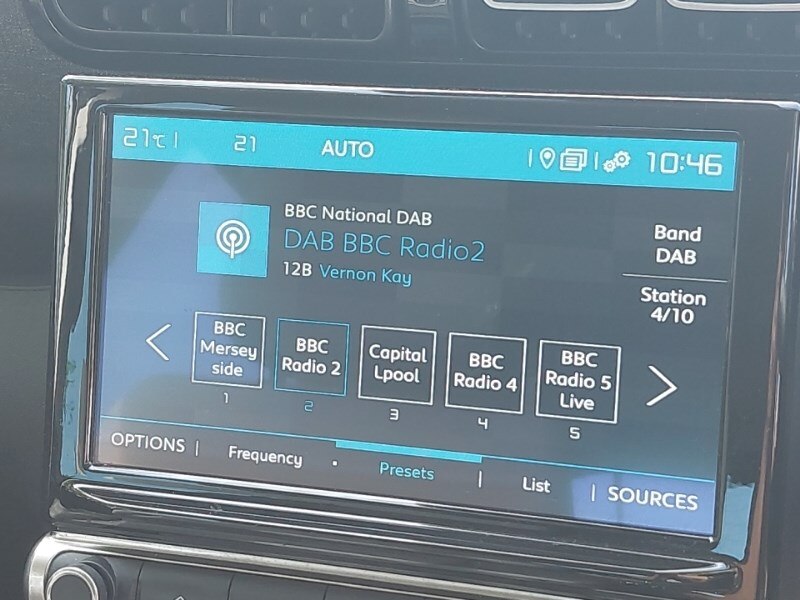 21°C 21 AUTO 10:46
BBC National DAB
DAB BBC Radio2
12B Vernon Kay
Band
DAB
Station
4/10
BBC
Mersey
side
1
BBC
Radio 2
2
Capital
Lpool
3
BBC
Radio 4
4
BBC
Radio 5
Live
5
OPTIONS Frequency Presets List SOURCES